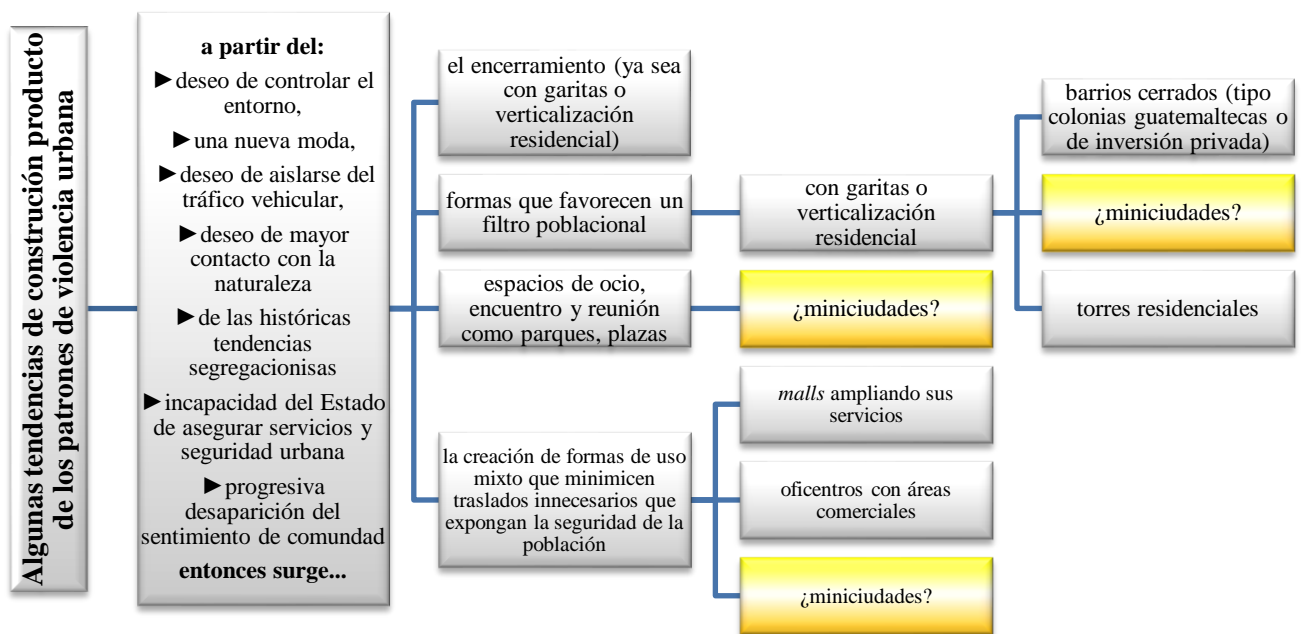 Algunas tendencias de construción producto
de los patrones de violencia urbana
a partir del:
►deseo de controlar el
entorno,
►una nueva moda,
►deseo de aislarse del
tráfico vehicular,
►deseo de mayor
contacto con la
naturaleza
►de las históricas
tendencias
segregacionisas
►incapacidad del Estado
de asegurar servicios y
seguridad urbana
►progresiva
desaparición del
sentimiento de comundad
entonces surge...
el encerramiento (ya sea
con garitas o
verticalización
residencial)
formas que favorecen un
filtro poblacional
con garitas o
verticalización
residencial
barrios cerrados (tipo
colonias guatemaltecas o
de inversión privada)
¿miniciudades?
torres residenciales
espacios de ocio,
encuentro y reunión
como parques, plazas
¿miniciudades?
la creación de formas de uso
mixto que minimicen
traslados innecesarios que
expongan la seguridad de la
población
malls ampliando sus
servicios
oficentros con áreas
comerciales
¿miniciudades?